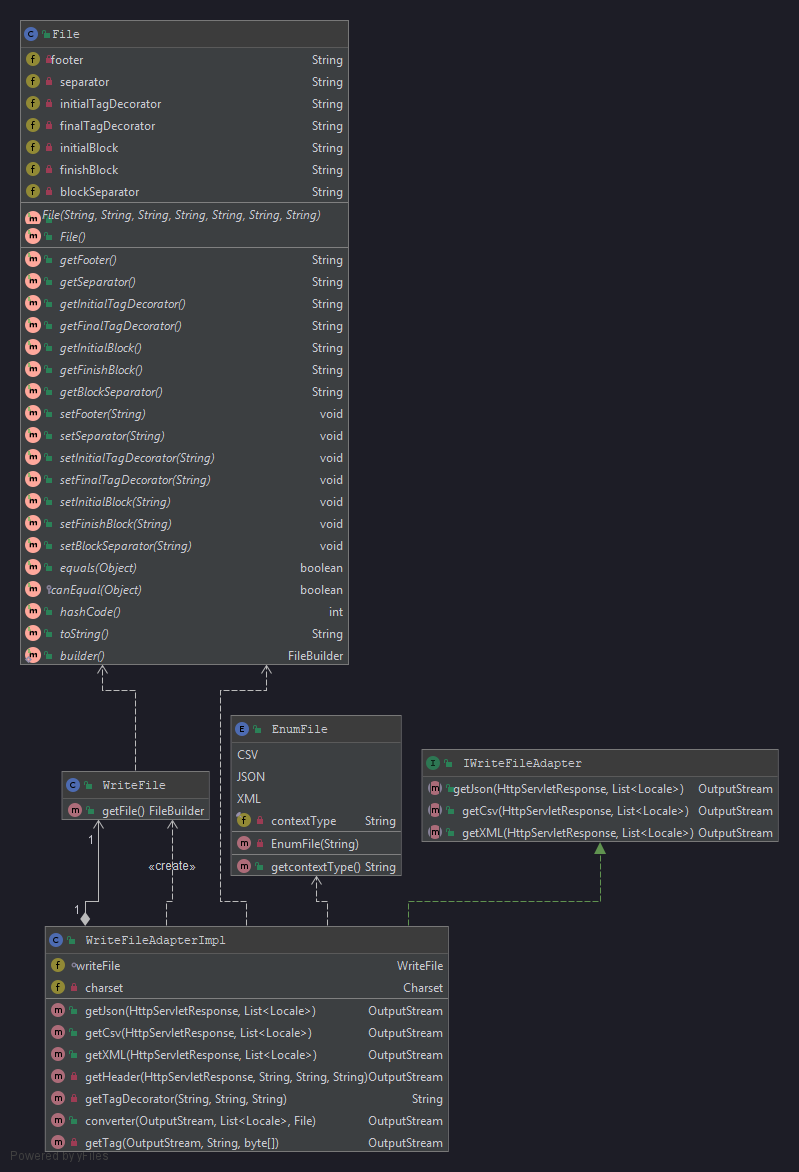 File
footer String
separator String
initialTagDecorator String
finalTagDecorator String
initialBlock String
finishBlock String
blockSeparator String
File(String, String, String, String, String, String, String)
File()
getFooter() String
getSeparator() String
getInitialTagDecorator() String
getFinalTagDecorator() String
getInitialBlock() String
getFinishBlock() String
getBlockSeparator() String
setFooter(String) void
setSeparator(String) void
setInitialTagDecorator(String) void
setFinalTagDecorator(String) void
setInitialBlock(String) void
setFinishBlock(String) void
setBlockSeparator(String) void
equals(Object) boolean
canEqual(Object) boolean
hashCode() int
toString() String
builder() FileBuilder
WriteFile
getFile() FileBuilder
EnumFile
CSV
JSON
XML
contextType String
EnumFile(String)
getcontextType() String
IWriteFileAdapter
getJson(HttpServletResponse, List<Locale>) OutputStream
getCsv(HttpServletResponse, List<Locale>) OutputStream
getXML(HttpServletResponse, List<Locale>) OutputStream
1
«create»
1
WriteFileAdapterImpl
writeFile WriteFile
charset Charset
getJson(HttpServletResponse, List<Locale>) OutputStream
getCsv(HttpServletResponse, List<Locale>) OutputStream
getXML(HttpServletResponse, List<Locale>) OutputStream
getHeader(HttpServletResponse, String, String, String) OutputStream
getTagDecorator(String, String, String) String
converter(OutputStream, List<Locale>, File) OutputStream
getTag(OutputStream, String, byte[]) OutputStream
Powered by yFiles